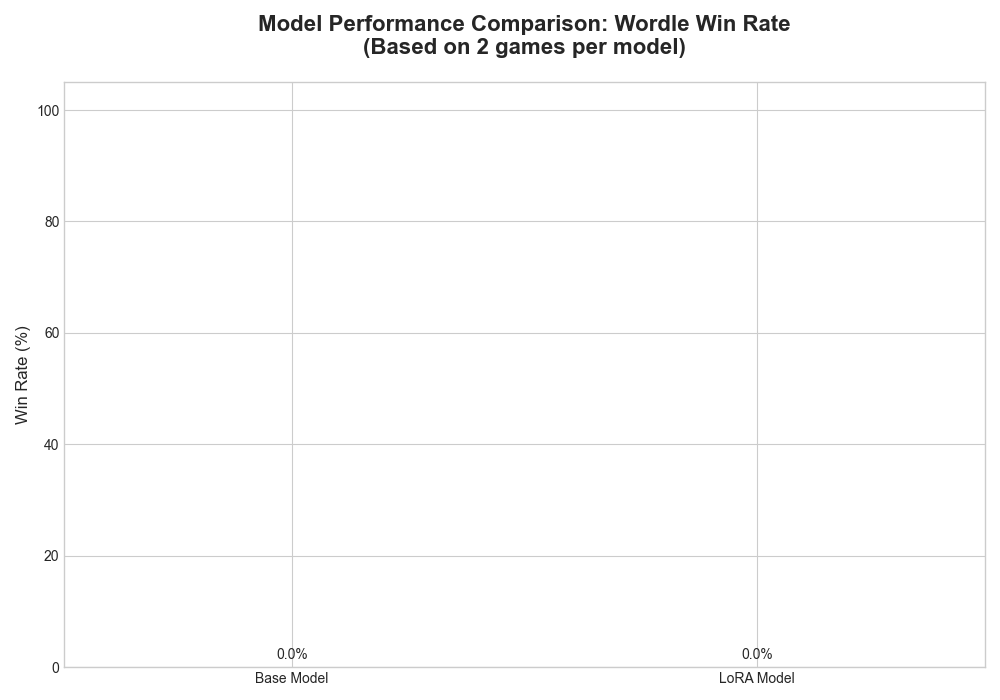 Model Performance Comparison: Wordle Win Rate
(Based on 2 games per model)
Win Rate (%)
100
80
60
40
20
0
0.0%
0.0%
Base Model
LoRA Model